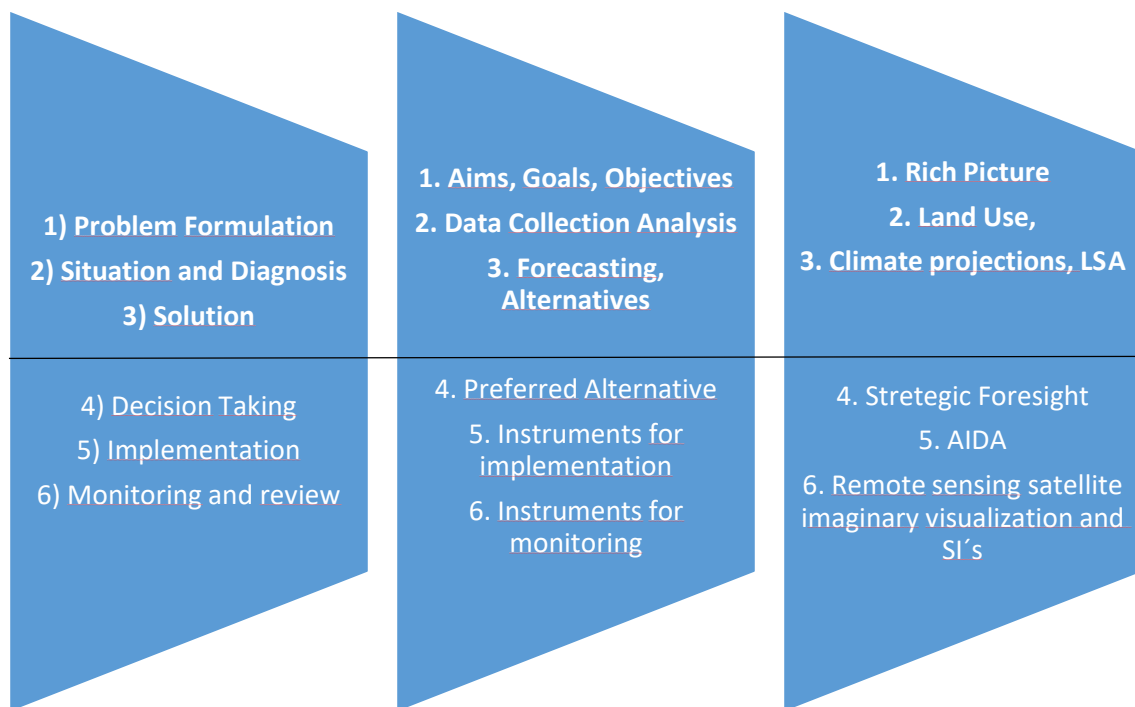 1) Problem Formulation
2) Situation and Diagnosis
3) Solution
4) Decision Taking
5) Implementation
6) Monitoring and review
1. Aims, Goals, Objectives
2. Data Collection Analysis
3. Forecasting,
Alternatives
4. Preferred Alternative
5. Instruments for
implementation
6. Instruments for
monitoring
1. Rich Picture
2. Land Use,
3. Climate projections, LSA
4. Stretegic Foresight
5. AIDA
6. Remote sensing satellite
imaginary visualization and
SI´s